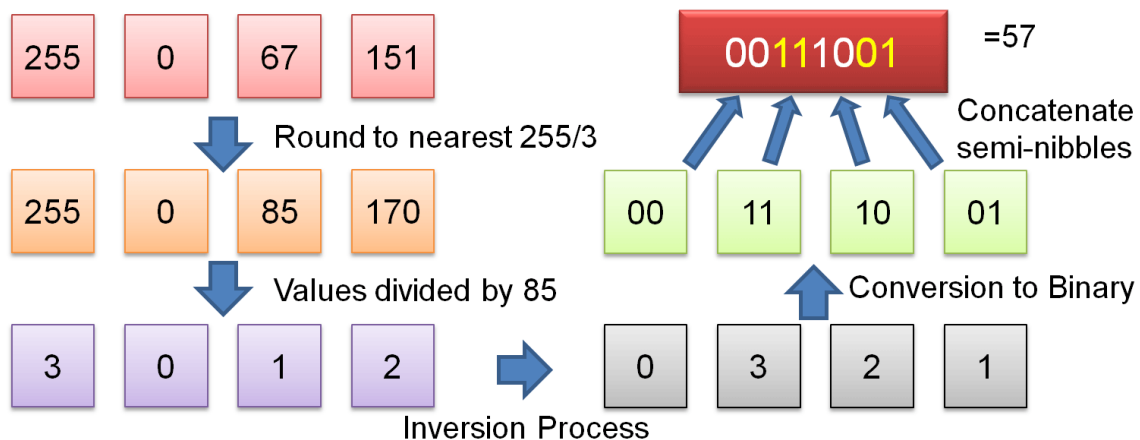 255 0 67 151
Round to nearest 255/3
255 0 85 170
Values divided by 85
3 0 1 2
Inversion Process
0 3 2 1
Conversion to Binary
00 11 10 01
Concatenate
semi-nibbles
00111001 =57